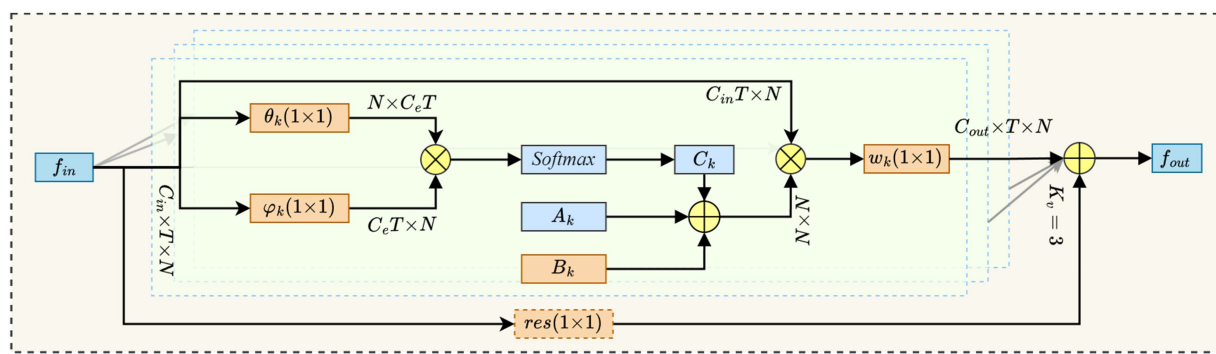 C_in T×N
N×C_eT
C_out×T×N
θ_k(1×1)
Softmax
C_k
w_k(1×1)
f_in
f_out
φ_k(1×1)
C_eT×N
A_k
N×N
K_v=3
C_in×T×N
B_k
res(1×1)